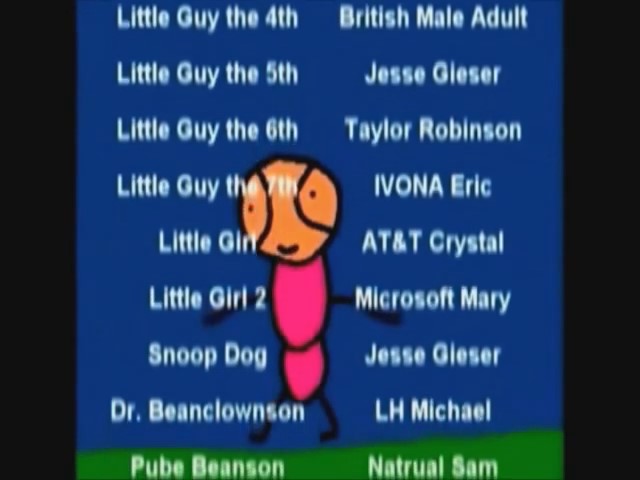 Little Guy the 4th British Male Adult
Little Guy the 5th Jesse Gieser
Little Guy the 6th Taylor Robinson
Little Guy the 7th IVONA Eric
Little Girl AT&T Crystal
Little Girl 2 Microsoft Mary
Snoop Dog Jesse Gieser
Dr. Beanclownson LH Michael
Pube Beanson Natrual Sam